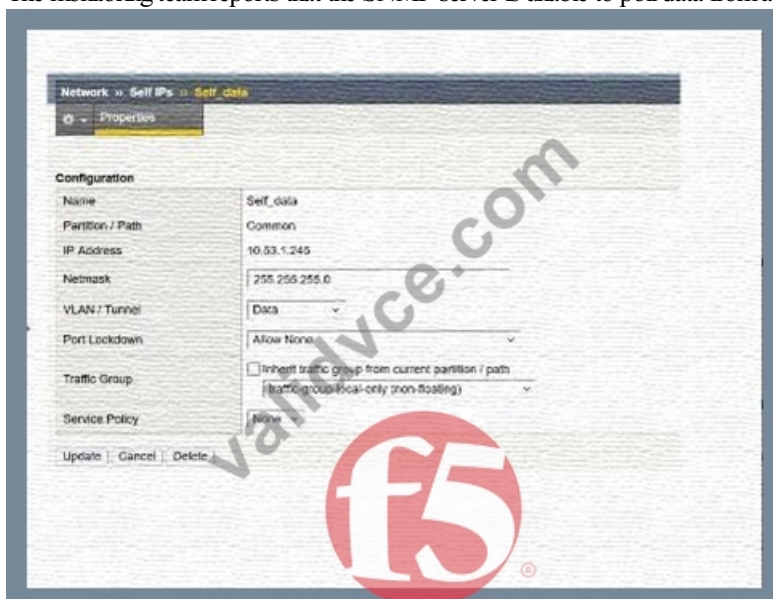 The monitoring team reports that the SNMP server is unable to poll data from a
Network » Self IPs » Self_data
Properties
Configuration
Name Self_data
Partition / Path Common
IP Address 10.53.1.245
Netmask 255.255.255.0
VLAN / Tunnel Data
Port Lockdown Allow None
Traffic Group Inherit traffic group from current partition / path
traffic-group-local-only (non-floating)
Service Policy None
Update Cancel Delete
validvce.com
f5
®